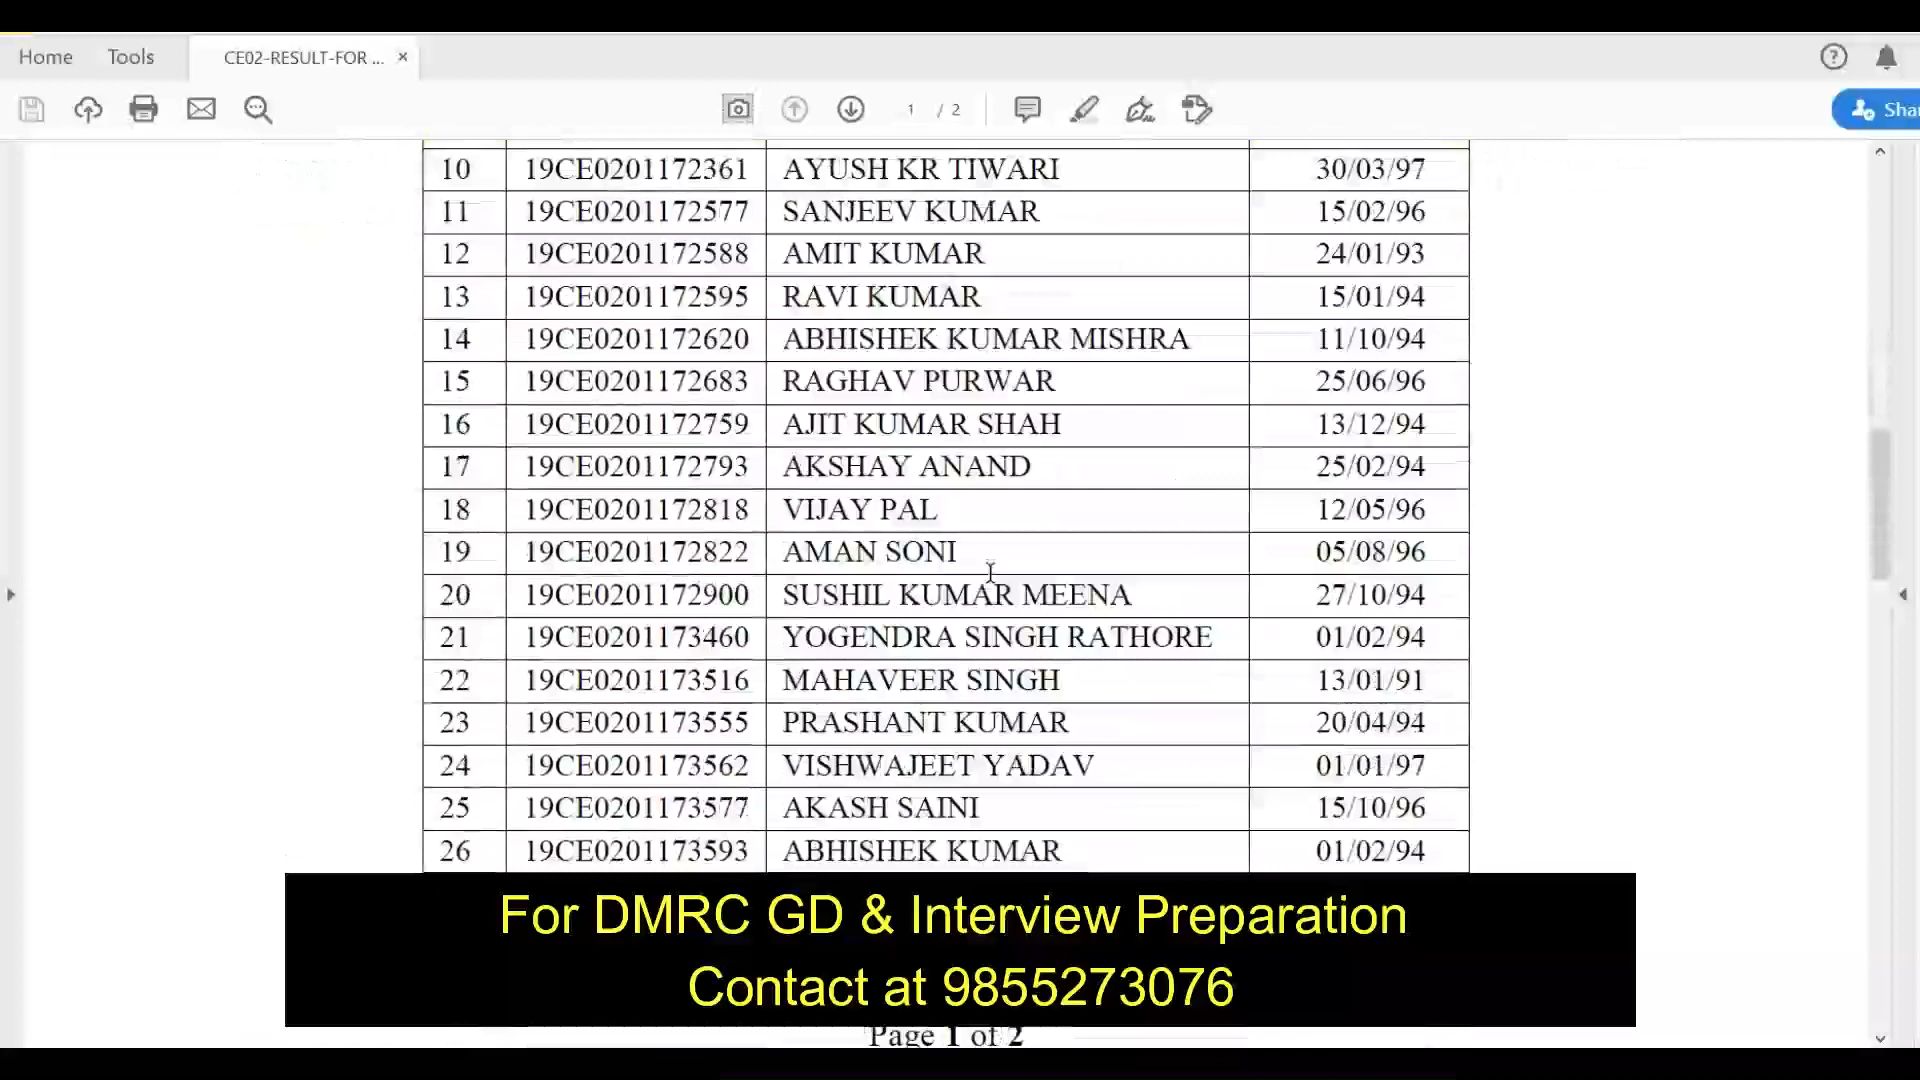 Home Tools CE02-RESULT-FOR ... ×
1 / 2 Shar
10 19CE0201172361 AYUSH KR TIWARI 30/03/97
11 19CE0201172577 SANJEEV KUMAR 15/02/96
12 19CE0201172588 AMIT KUMAR 24/01/93
13 19CE0201172595 RAVI KUMAR 15/01/94
14 19CE0201172620 ABHISHEK KUMAR MISHRA 11/10/94
15 19CE0201172683 RAGHAV PURWAR 25/06/96
16 19CE0201172759 AJIT KUMAR SHAH 13/12/94
17 19CE0201172793 AKSHAY ANAND 25/02/94
18 19CE0201172818 VIJAY PAL 12/05/96
19 19CE0201172822 AMAN SONI 05/08/96
20 19CE0201172900 SUSHIL KUMAR MEENA 27/10/94
21 19CE0201173460 YOGENDRA SINGH RATHORE 01/02/94
22 19CE0201173516 MAHAVEER SINGH 13/01/91
23 19CE0201173555 PRASHANT KUMAR 20/04/94
24 19CE0201173562 VISHWAJEET YADAV 01/01/97
25 19CE0201173577 AKASH SAINI 15/10/96
26 19CE0201173593 ABHISHEK KUMAR 01/02/94
For DMRC GD & Interview Preparation
Contact at 9855273076
Page 1 of 2